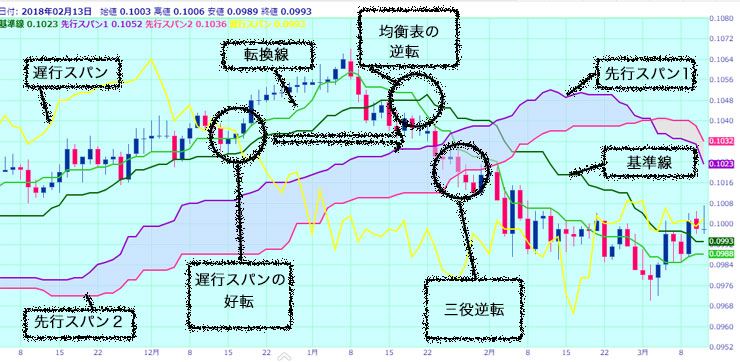 日付: 2018年02月13日 始値 0.1003 高値 0.1006 安値 0.0989 終値 0.0993
基準線 0.1023 先行スパン1 0.1052 先行スパン2 0.1036 遅行スパン 0.0993
均衡表の
逆転
転換線
遅行スパン
先行スパン1
基準線
遅行スパンの
好転
三役逆転
先行スパン2
0.1080
0.1072
0.1064
0.1056
0.1048
0.1040
0.1032
0.1023
0.1016
0.1008
0.1000
0.0993
0.0988
0.0984
0.0976
0.0968
0.0960
0.0952
8 15 22 12月 8 15 22 1月 8 15 22 2月 8 15 22 3月 8